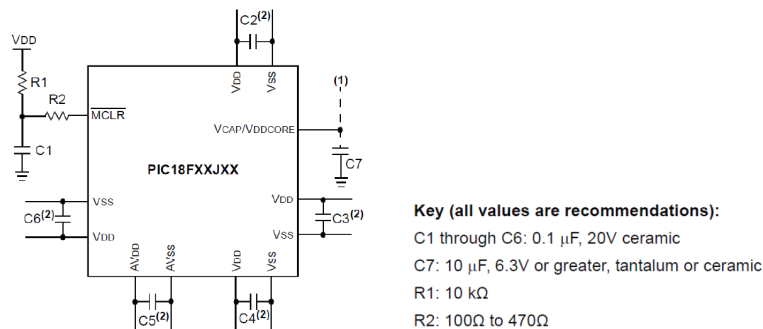 C2(2)
VDD
R1
R2
MCLR
C1
VDD
VSS
(1)
VCAP/VDDCORE
C7
PIC18FXXJXX
VSS
C6(2)
VDD
VDD
C3(2)
VSS
AVDD
AVSS
VDD
VSS
C5(2)
C4(2)
Key (all values are recommendations):
C1 through C6: 0.1 μF, 20V ceramic
C7: 10 μF, 6.3V or greater, tantalum or ceramic
R1: 10 kΩ
R2: 100Ω to 470Ω